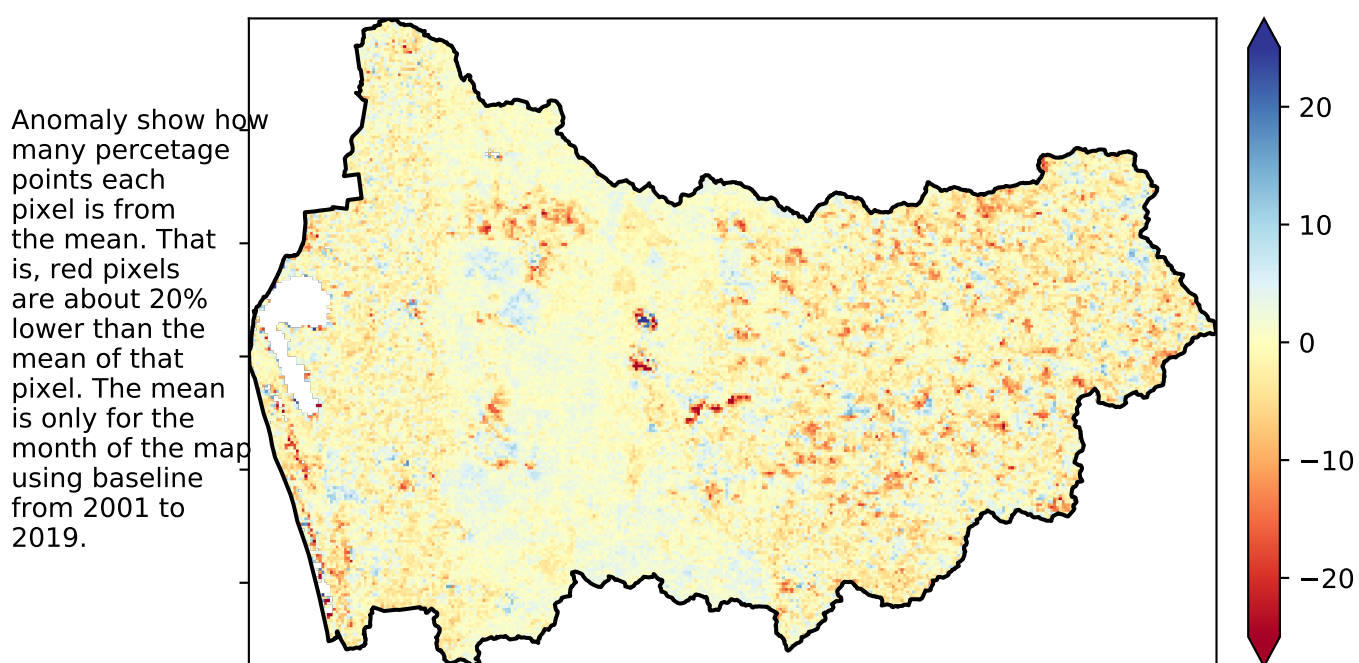 Anomaly show how
many percetage
points each
pixel is from
the mean. That
is, red pixels
are about 20%
lower than the
mean of that
pixel. The mean
is only for the
month of the map
using baseline
from 2001 to
2019.
20
10
0
−10
−20